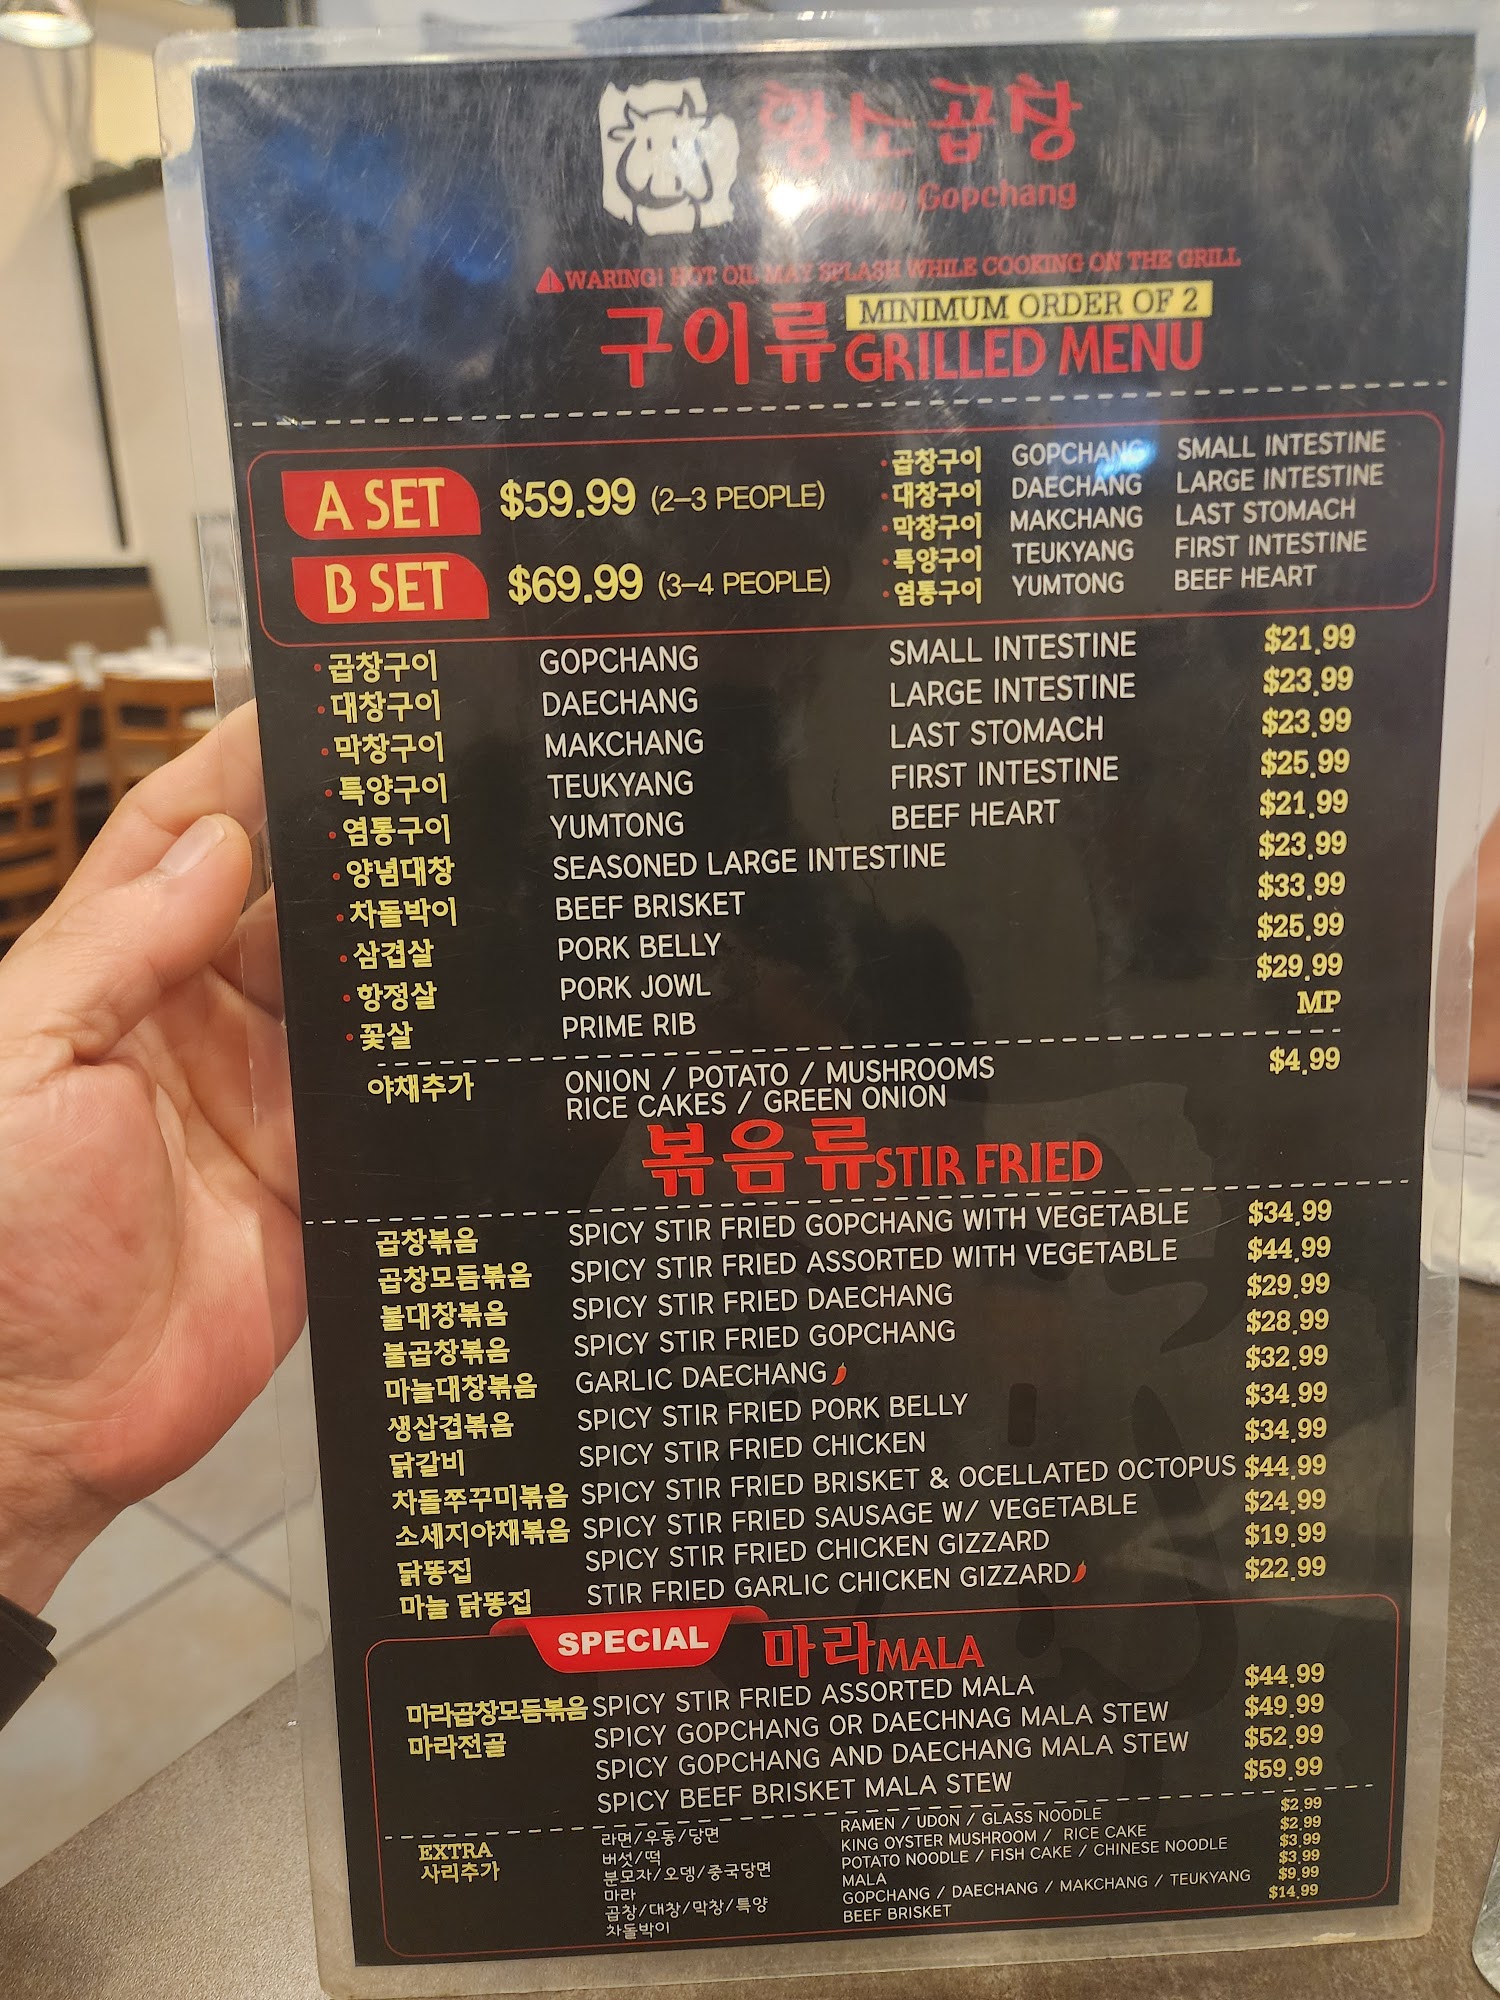 황소곱창
Gopchang
WARING! HOT OIL MAY SPLASH WHILE COOKING ON THE GRILL
구이류 MINIMUM ORDER OF 2
GRILLED MENU
A SET $59.99 (2-3 PEOPLE)
B SET $69.99 (3-4 PEOPLE)
· 곱창구이 GOPCHANG SMALL INTESTINE
· 대창구이 DAECHANG LARGE INTESTINE
· 막창구이 MAKCHANG LAST STOMACH
· 특양구이 TEUKYANG FIRST INTESTINE
· 염통구이 YUMTONG BEEF HEART
· 곱창구이 GOPCHANG SMALL INTESTINE $21.99
· 대창구이 DAECHANG LARGE INTESTINE $23.99
· 막창구이 MAKCHANG LAST STOMACH $23.99
· 특양구이 TEUKYANG FIRST INTESTINE $25.99
· 염통구이 YUMTONG BEEF HEART $21.99
· 양념대창 SEASONED LARGE INTESTINE $23.99
· 차돌박이 BEEF BRISKET $33.99
· 삼겹살 PORK BELLY $25.99
· 항정살 PORK JOWL $29.99
· 꽃살 PRIME RIB MP
야채추가 ONION / POTATO / MUSHROOMS $4.99
RICE CAKES / GREEN ONION
볶음류 STIR FRIED
곱창볶음 SPICY STIR FRIED GOPCHANG WITH VEGETABLE $34.99
곱창모듬볶음 SPICY STIR FRIED ASSORTED WITH VEGETABLE $44.99
불대창볶음 SPICY STIR FRIED DAECHANG $29.99
불곱창볶음 SPICY STIR FRIED GOPCHANG $28.99
마늘대창볶음 GARLIC DAECHANG $32.99
생삼겹볶음 SPICY STIR FRIED PORK BELLY $34.99
닭갈비 SPICY STIR FRIED CHICKEN $34.99
차돌쭈꾸미볶음 SPICY STIR FRIED BRISKET & OCELLATED OCTOPUS $44.99
소세지야채볶음 SPICY STIR FRIED SAUSAGE W/ VEGETABLE $24.99
닭똥집 SPICY STIR FRIED CHICKEN GIZZARD $19.99
마늘 닭똥집 STIR FRIED GARLIC CHICKEN GIZZARD $22.99
SPECIAL 마라 MALA
마라곱창모듬볶음 SPICY STIR FRIED ASSORTED MALA $44.99
마라전골 SPICY GOPCHANG OR DAECHNAG MALA STEW $49.99
SPICY GOPCHANG AND DAECHANG MALA STEW $52.99
SPICY BEEF BRISKET MALA STEW $59.99
EXTRA
사리추가
라면/우동/당면 RAMEN / UDON / GLASS NOODLE $2.99
버섯/떡 KING OYSTER MUSHROOM / RICE CAKE $2.99
분모자/오뎅/중국당면 POTATO NOODLE / FISH CAKE / CHINESE NOODLE $3.99
마라 MALA $3.99
곱창/대창/막창/특양 GOPCHANG / DAECHANG / MAKCHANG / TEUKYANG $9.99
차돌박이 BEEF BRISKET $14.99